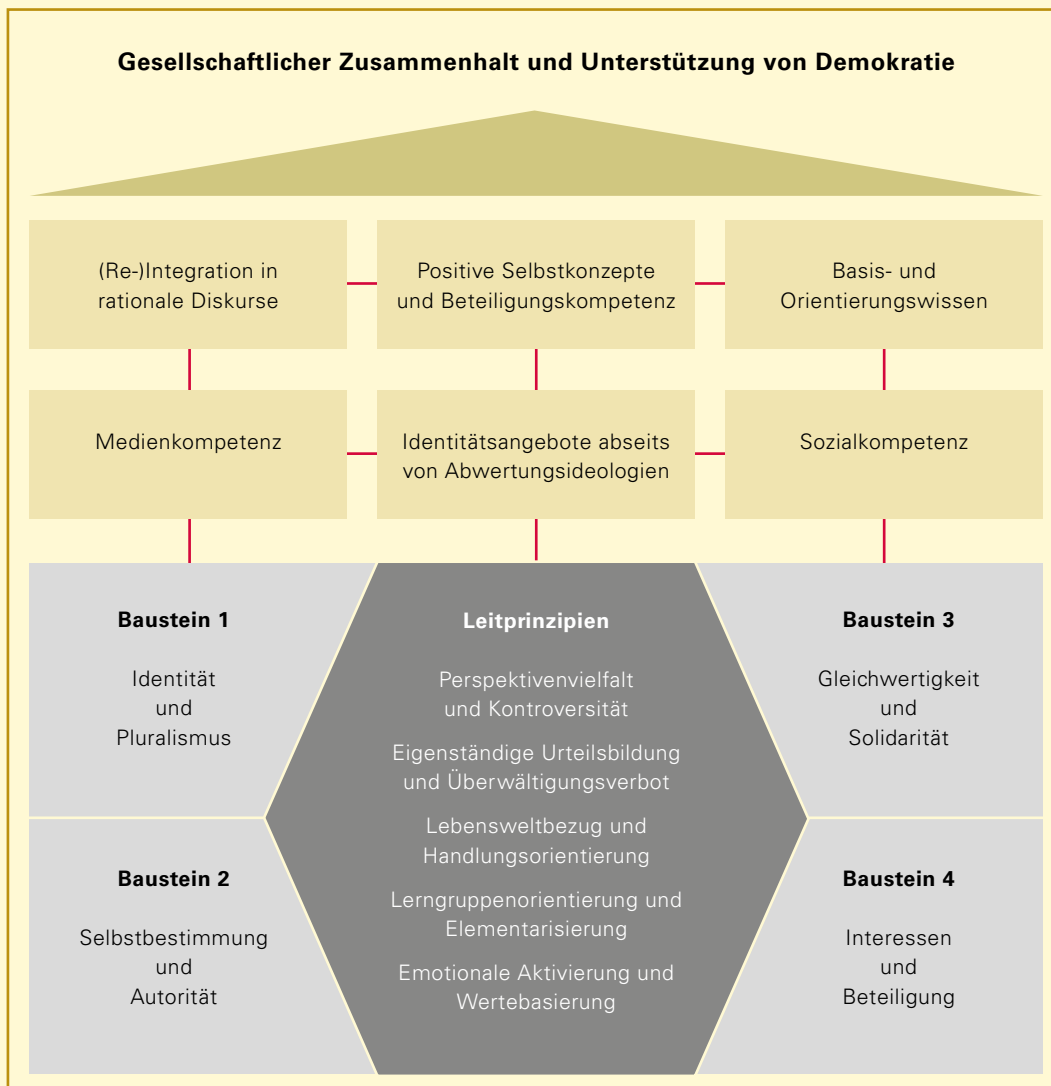 Gesellschaftlicher Zusammenhalt und Unterstützung von Demokratie
(Re-)Integration in
rationale Diskurse
Positive Selbstkonzepte
und Beteiligungskompetenz
Basis- und
Orientierungswissen
Medienkompetenz
Identitätsangebote abseits
von Abwertungsideologien
Sozialkompetenz
Baustein 1
Identität
und
Pluralismus
Baustein 2
Selbstbestimmung
und
Autorität
Leitprinzipien
Perspektivenvielfalt
und Kontroversität
Eigenständige Urteilsbildung
und Überwältigungsverbot
Lebensweltbezug und
Handlungsorientierung
Lerngruppenorientierung und
Elementarisierung
Emotionale Aktivierung und
Wertebasierung
Baustein 3
Gleichwertigkeit
und
Solidarität
Baustein 4
Interessen
und
Beteiligung